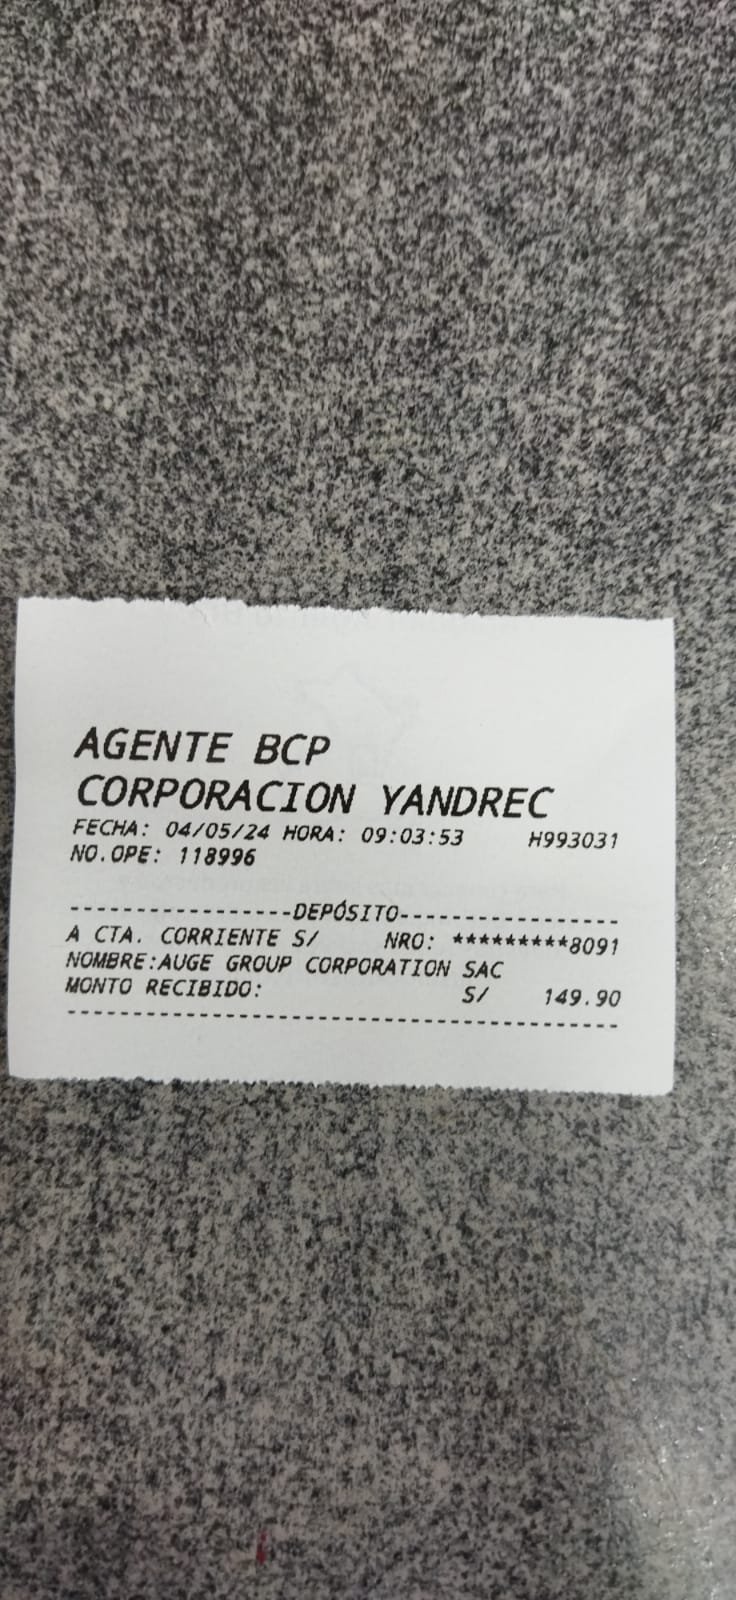 AGENTE BCP
CORPORACION YANDREC
FECHA: 04/05/24 HORA: 09:03:53 H993031
NO.OPE: 118996
-----------------DEPÓSITO-----------------
A CTA. CORRIENTE S/ NRO: *********8091
NOMBRE:AUGE GROUP CORPORATION SAC
MONTO RECIBIDO: S/ 149.90
------------------------------------------